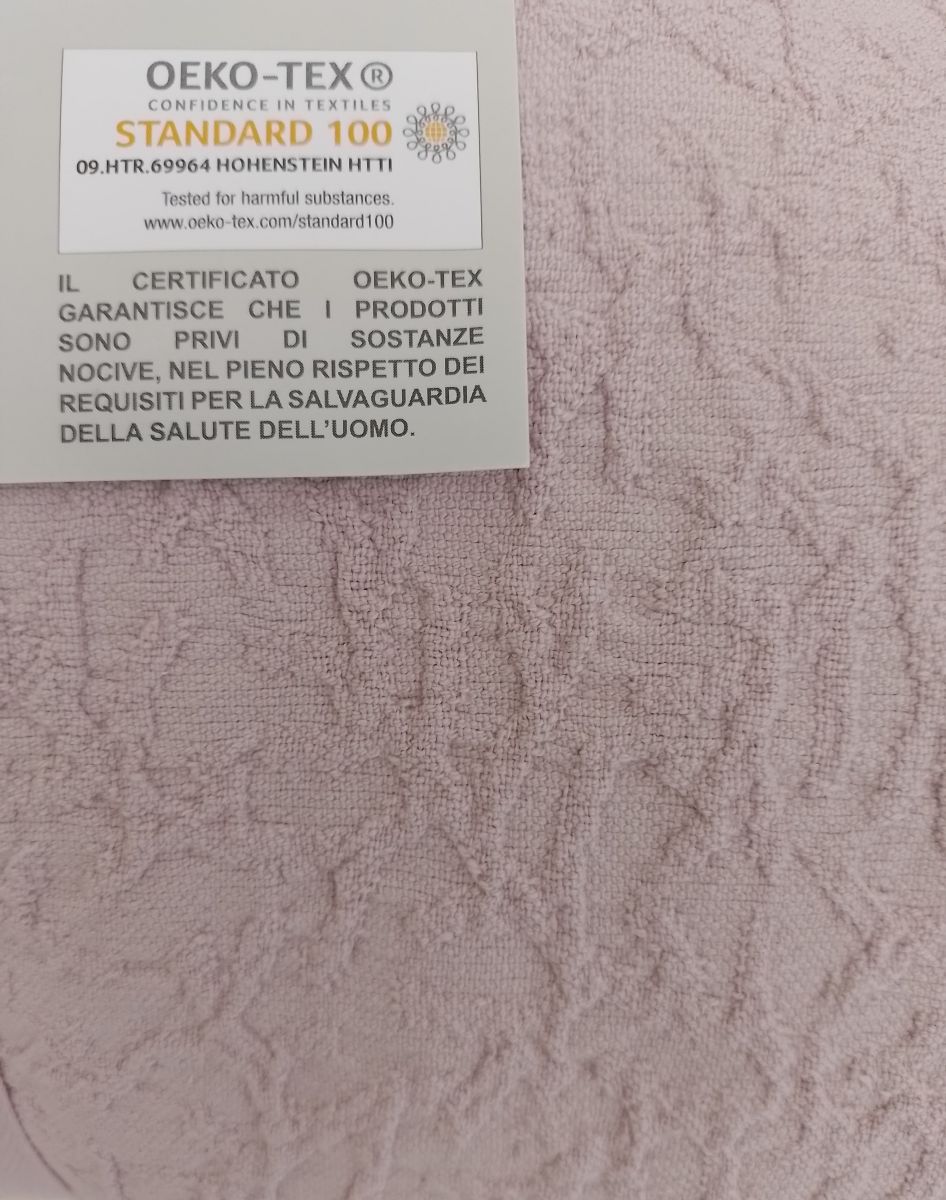 OEKO-TEX®
CONFIDENCE IN TEXTILES
STANDARD 100
09.HTR.69964 HOHENSTEIN HTTI
Tested for harmful substances.
www.oeko-tex.com/standard100
IL CERTIFICATO OEKO-TEX
GARANTISCE CHE I PRODOTTI
SONO PRIVI DI SOSTANZE
NOCIVE, NEL PIENO RISPETTO DEI
REQUISITI PER LA SALVAGUARDIA
DELLA SALUTE DELL'UOMO.